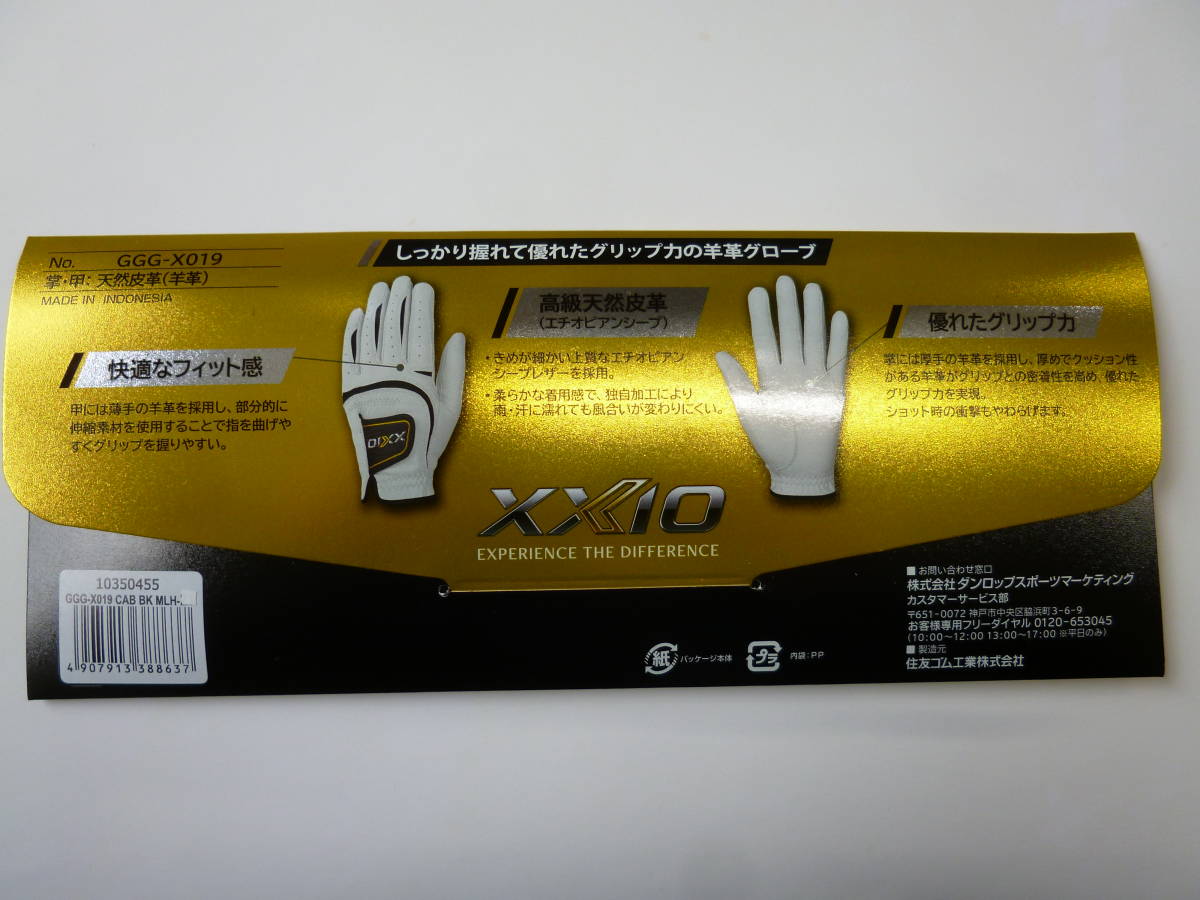 No. GGG-X019
掌・甲: 天然皮革(羊革)
MADE IN INDONESIA
しっかり握れて優れたグリップ力の羊革グローブ
快適なフィット感
甲には薄手の羊革を採用し、部分的に
伸縮素材を使用することで指を曲げや
すくグリップを握りやすい。
XXIO
高級天然皮革
(エチオピアンシープ)
・きめが細かい上質なエチオピアン
シープレザーを採用。
・柔らかな着用感で、独自加工により
雨・汗に濡れても風合いが変わりにくい。
優れたグリップ力
掌には厚手の羊革を採用し、厚めでクッション性
がある羊革がグリップとの密着性を高め、優れた
グリップ力を実現。
ショット時の衝撃もやわらげます。
XXIO
EXPERIENCE THE DIFFERENCE
10350455
GGG-X019 CAB BK MLH-
4 907913 388637
紙 パッケージ本体
プラ 内袋:PP
■お問い合わせ窓口
株式会社 ダンロップスポーツマーケティング
カスタマーサービス部
〒651-0072 神戸市中央区脇浜町3-6-9
お客様専用フリーダイヤル 0120-653045
(10:00〜12:00 13:00〜17:00 ※平日のみ)
■製造元
住友ゴム工業株式会社